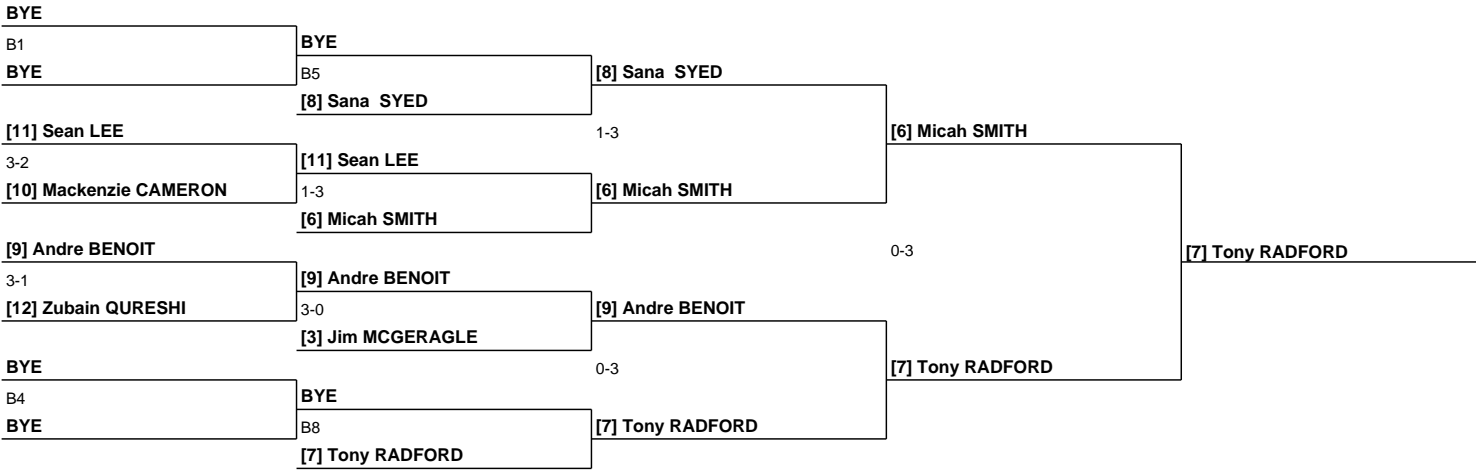 BYE
B1
BYE
BYE
B5
[8] Sana  SYED
[8] Sana  SYED
[11] Sean LEE
1-3
[6] Micah SMITH
3-2
[11] Sean LEE
[10] Mackenzie CAMERON
1-3
[6] Micah SMITH
[6] Micah SMITH
[9] Andre BENOIT
0-3
[7] Tony RADFORD
3-1
[9] Andre BENOIT
[12] Zubain QURESHI
3-0
[9] Andre BENOIT
[3] Jim MCGERAGLE
BYE
0-3
[7] Tony RADFORD
B4
BYE
BYE
B8
[7] Tony RADFORD
[7] Tony RADFORD